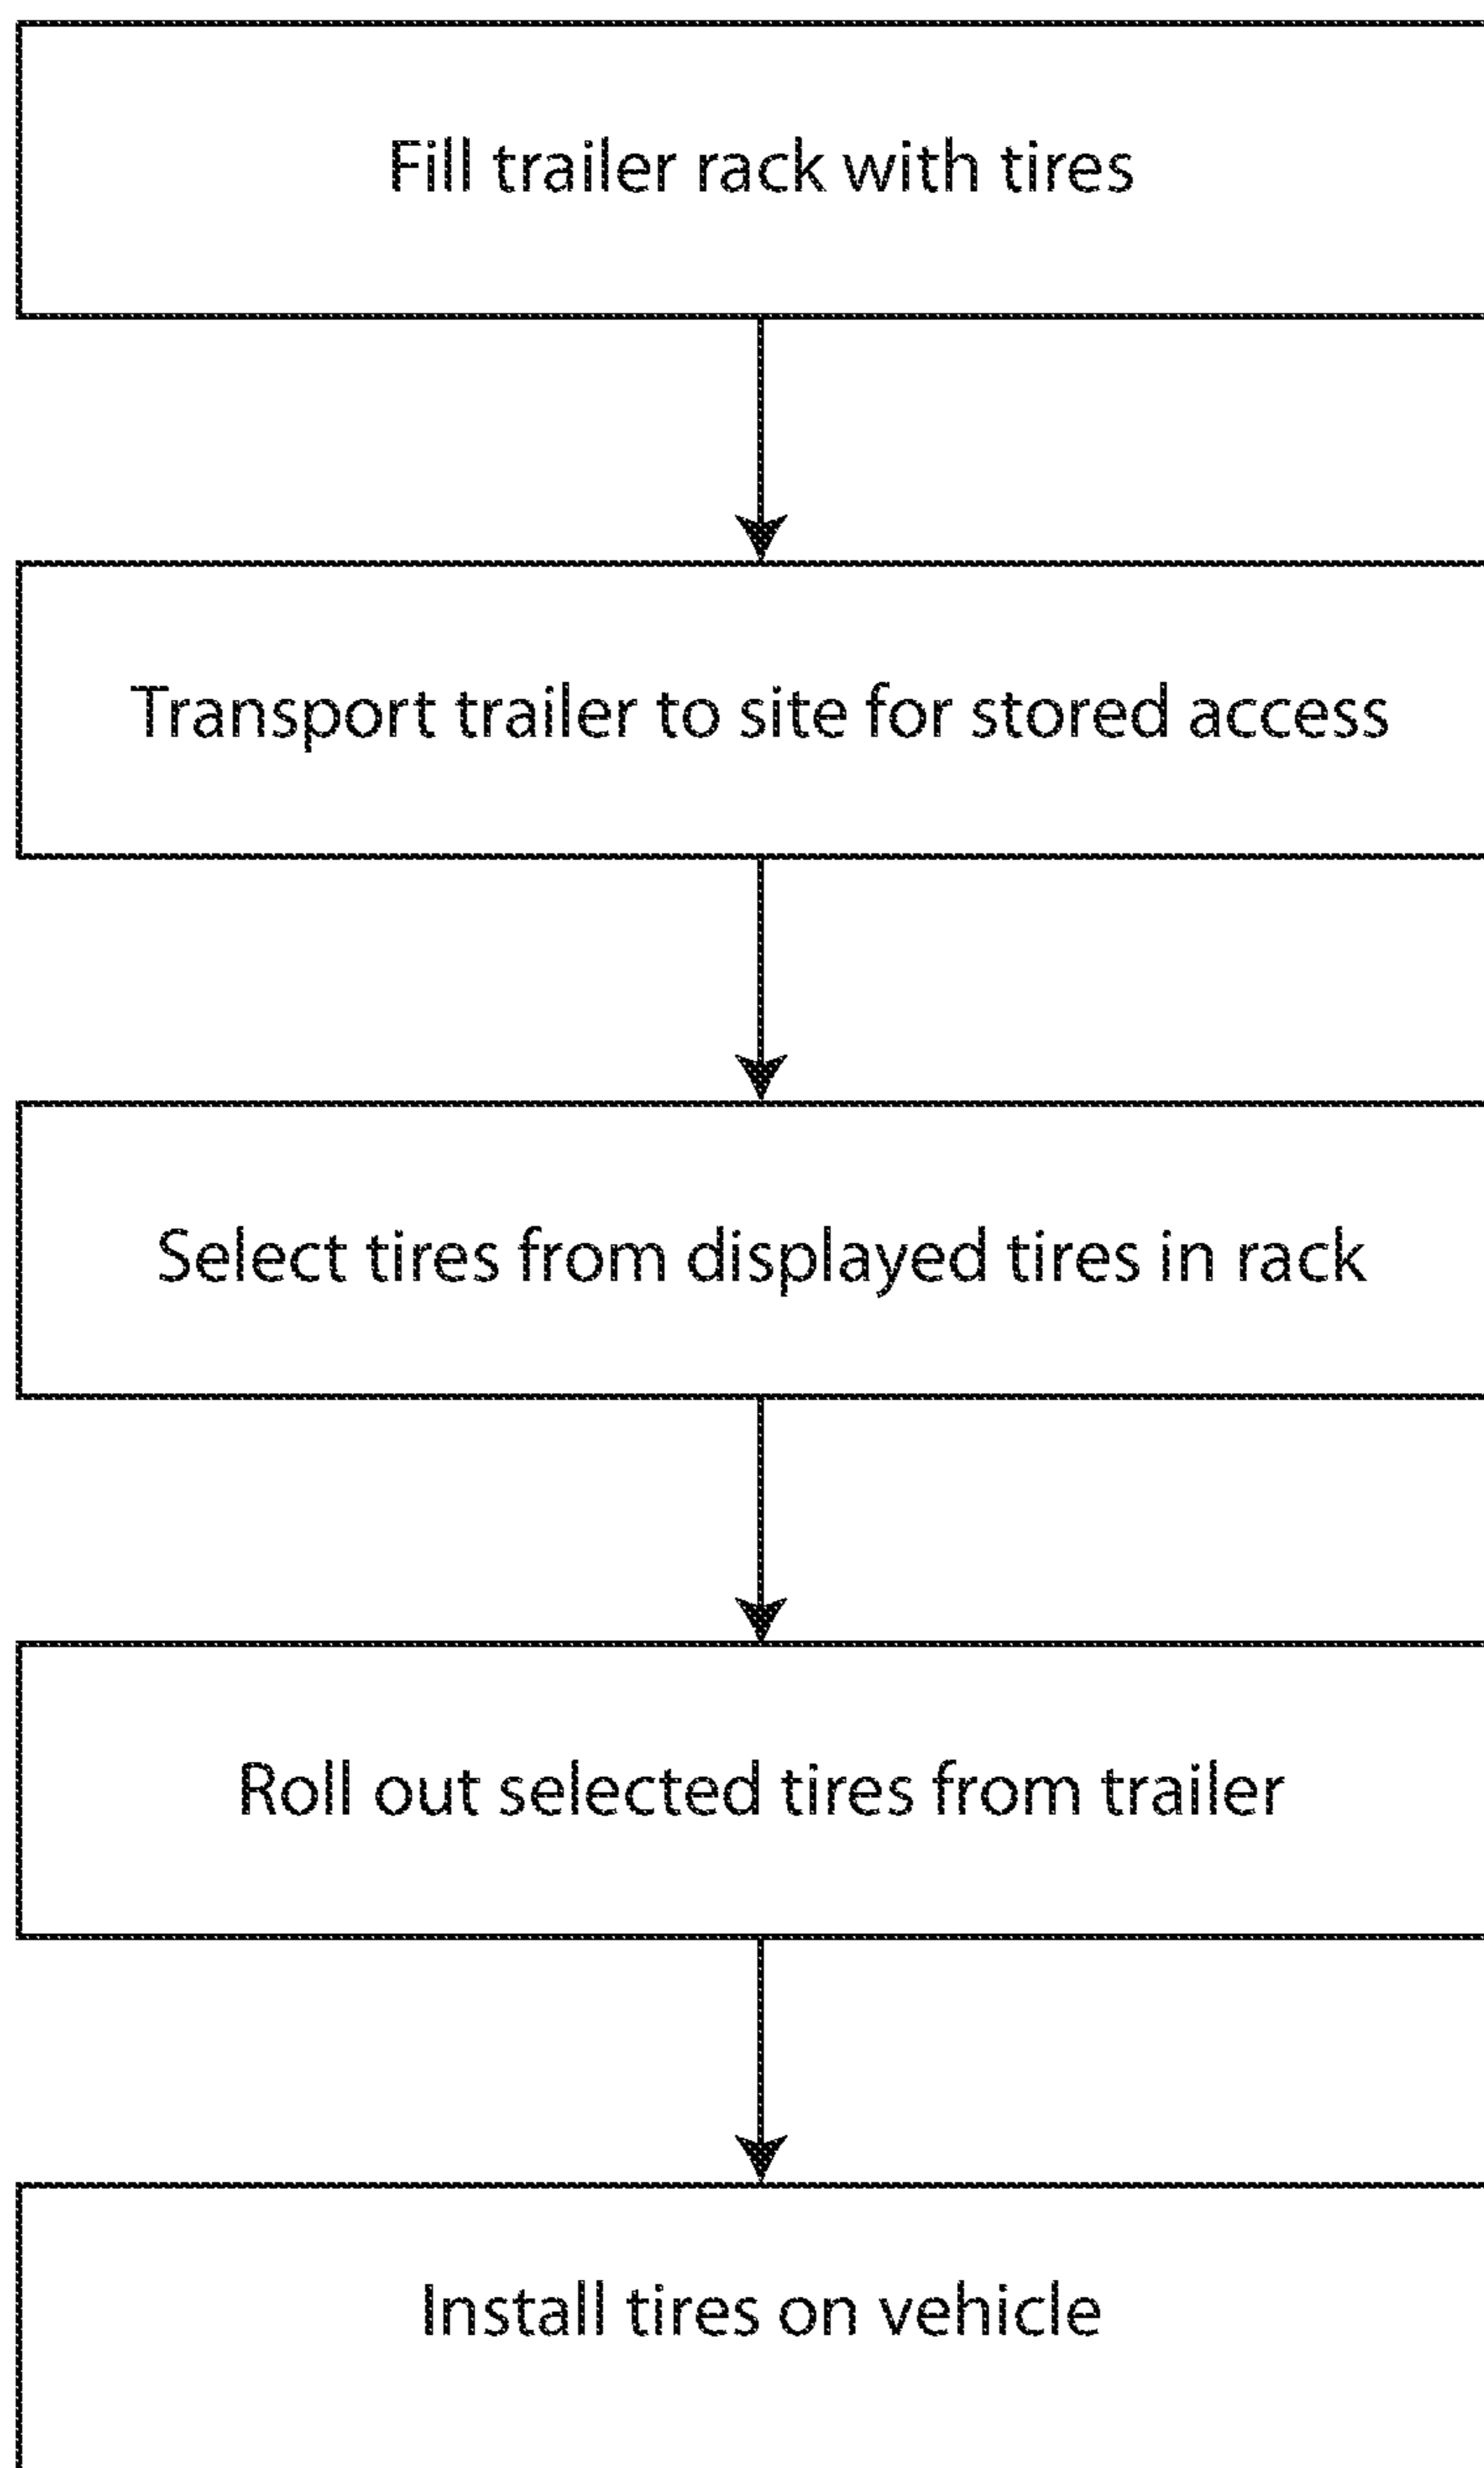 Fill trailer rack with tires
Transport trailer to site for stored access
Select tires from displayed tires in rack
Roll out selected tires from trailer
Install tires on vehicle